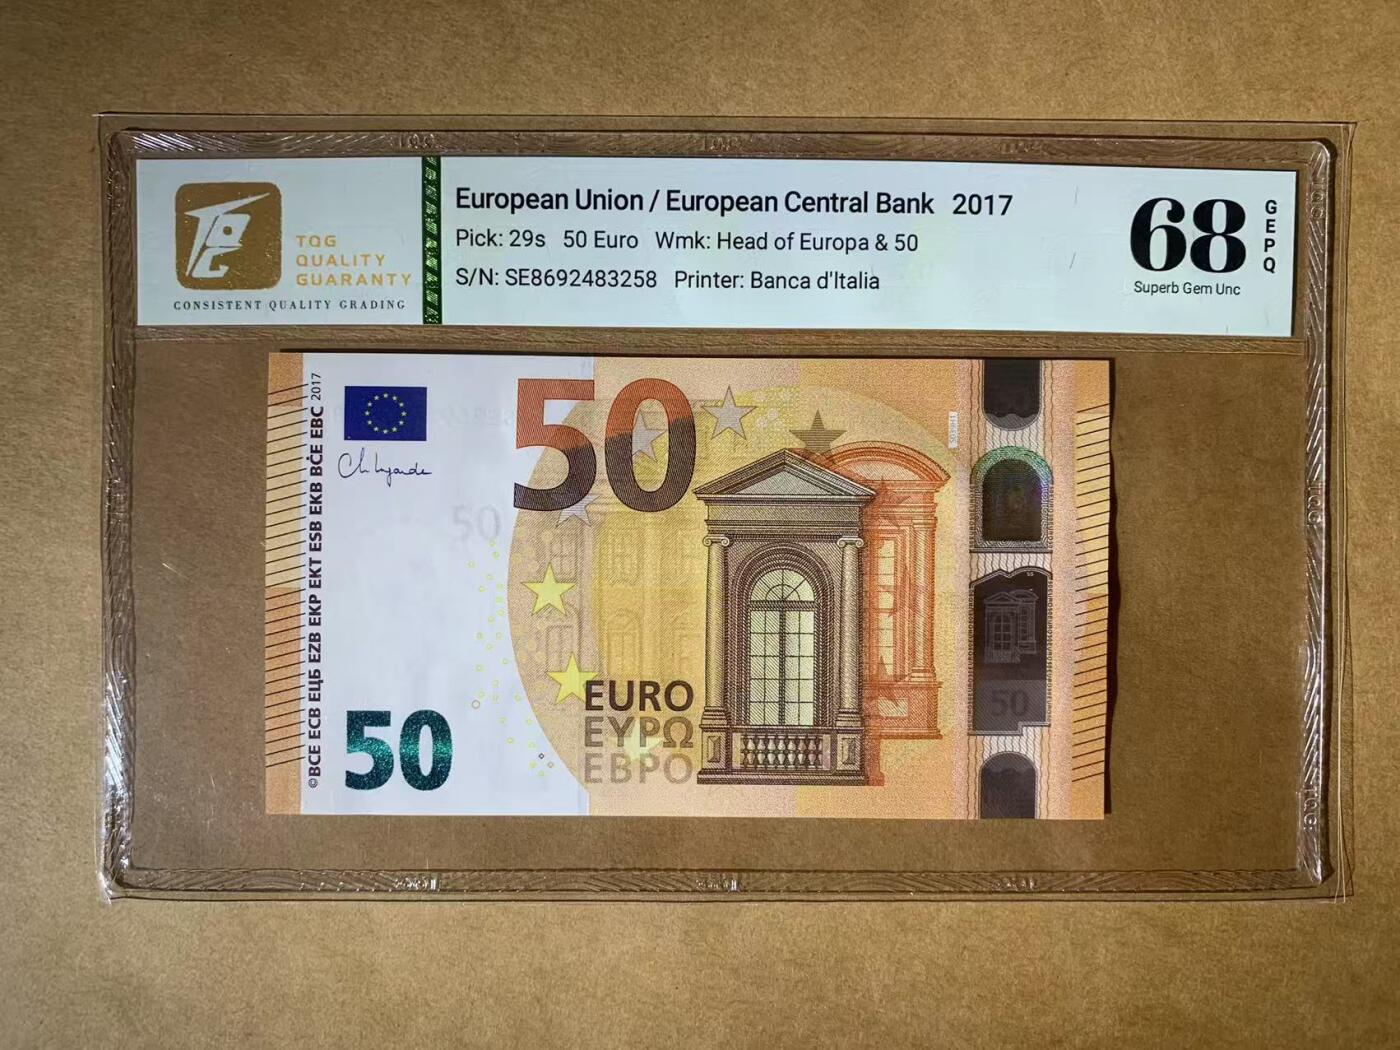 European Union / European Central Bank 2017
Pick: 29s 50 Euro Wmk: Head of Europa & 50
S/N: SE8692483258 Printer: Banca d'Italia
68
GEPQ
Superb Gem Unc
TQG
QUALITY
GUARANTY
CONSISTENT QUALITY GRADING
©BCE ECB ЕЦБ EZB EKP EKT ESB EKB BĊE EBC 2017
50
50
EURO
ΕΥΡΩ
ЕВРО
50
50